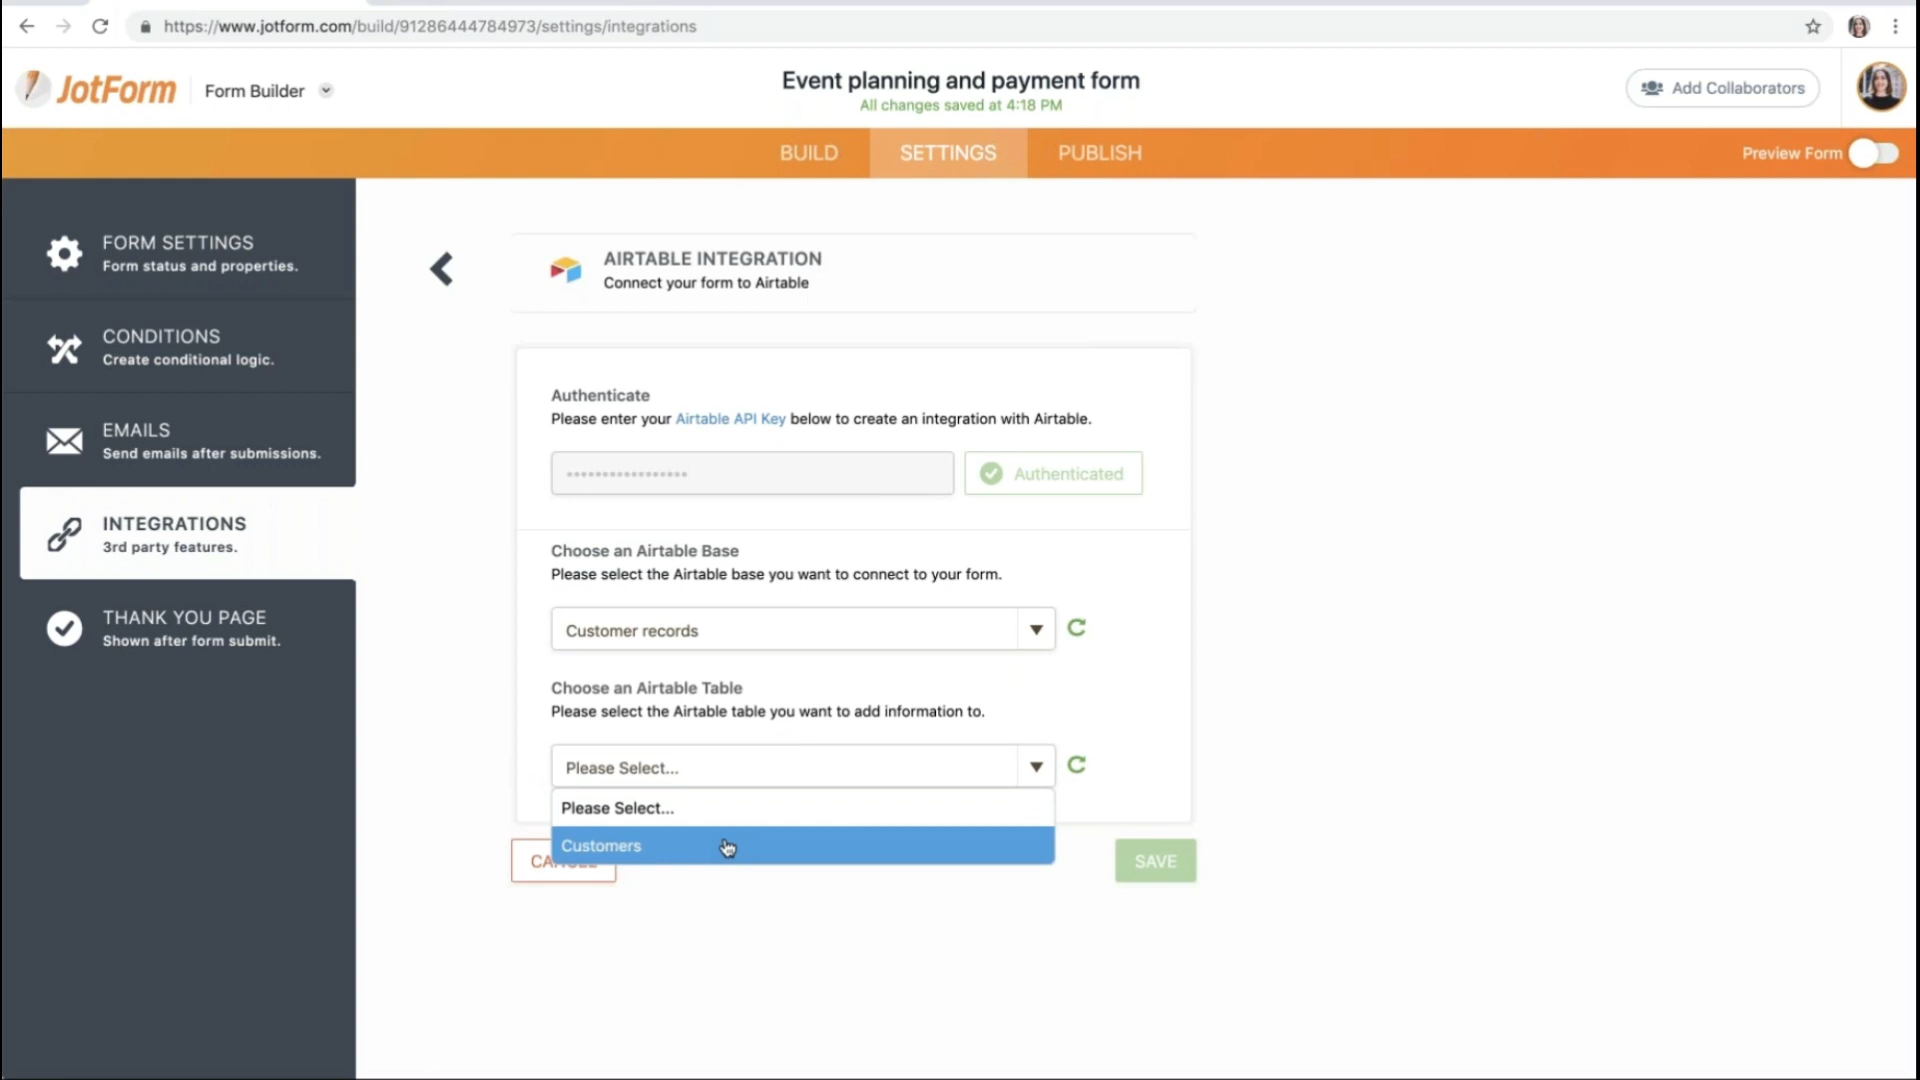 https://www.jotform.com/build/91286444784973/settings/integrations
JotForm
Form Builder
Event planning and payment form
All changes saved at 4:18 PM
Add Collaborators
BUILD
SETTINGS
PUBLISH
Preview Form
FORM SETTINGS
Form status and properties.
CONDITIONS
Create conditional logic.
EMAILS
Send emails after submissions.
INTEGRATIONS
3rd party features.
THANK YOU PAGE
Shown after form submit.
AIRTABLE INTEGRATION
Connect your form to Airtable
Authenticate
Please enter your Airtable API Key below to create an integration with Airtable.
Authenticated
Choose an Airtable Base
Please select the Airtable base you want to connect to your form.
Customer records
Choose an Airtable Table
Please select the Airtable table you want to add information to.
Please Select...
Please Select...
Customers
SAVE